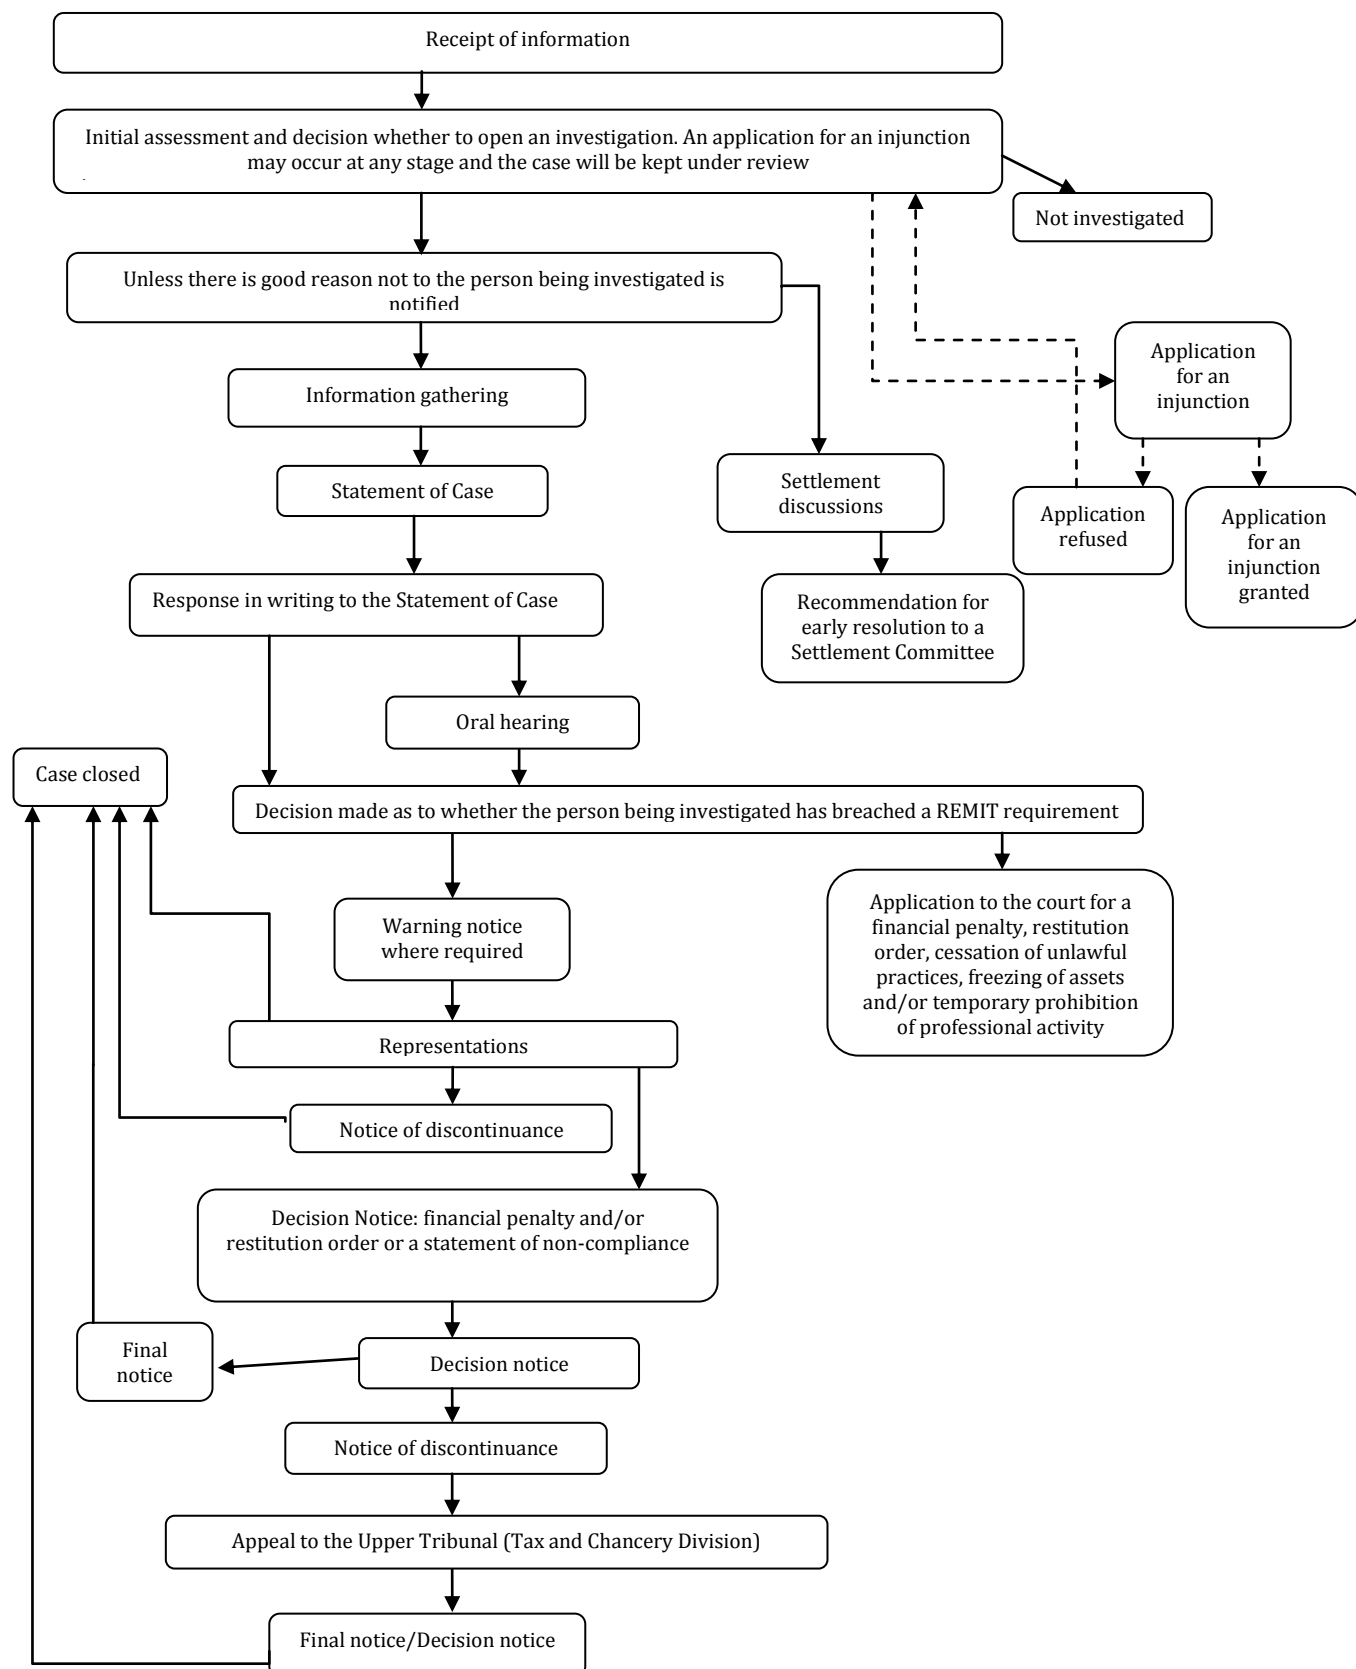 Receipt of information
Initial assessment and decision whether to open an investigation. An application for an injunction
may occur at any stage and the case will be kept under review
.
Not investigated
Unless there is good reason not to the person being investigated is
notified
Application
for an
injunction
Information gathering
Settlement
discussions
Statement of Case
Application
refused
Application
for an
injunction
granted
Response in writing to the Statement of Case
Recommendation for
early resolution to a
Settlement Committee
Oral hearing
Case closed
Decision made as to whether the person being investigated has breached a REMIT requirement
Warning notice
where required
Application to the court for a
financial penalty, restitution
order, cessation of unlawful
practices, freezing of assets
and/or temporary prohibition
of professional activity
Representations
Notice of discontinuance
Decision Notice: financial penalty and/or
restitution order or a statement of non-compliance
Final
notice
Decision notice
Notice of discontinuance
Appeal to the Upper Tribunal (Tax and Chancery Division)
Final notice/Decision notice